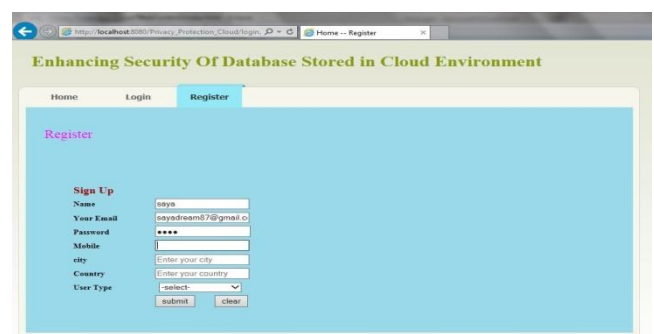 http://localhost:8080/Privacy_Protection_Cloud/login. Home -- Register
Enhancing Security Of Database Stored in Cloud Environment
Home Login Register
Register
Sign Up
Name saya
Your Email sayadream87@gmail.c
Password ••••
Mobile
city Enter your city
Country Enter your country
User Type -select-
submit clear